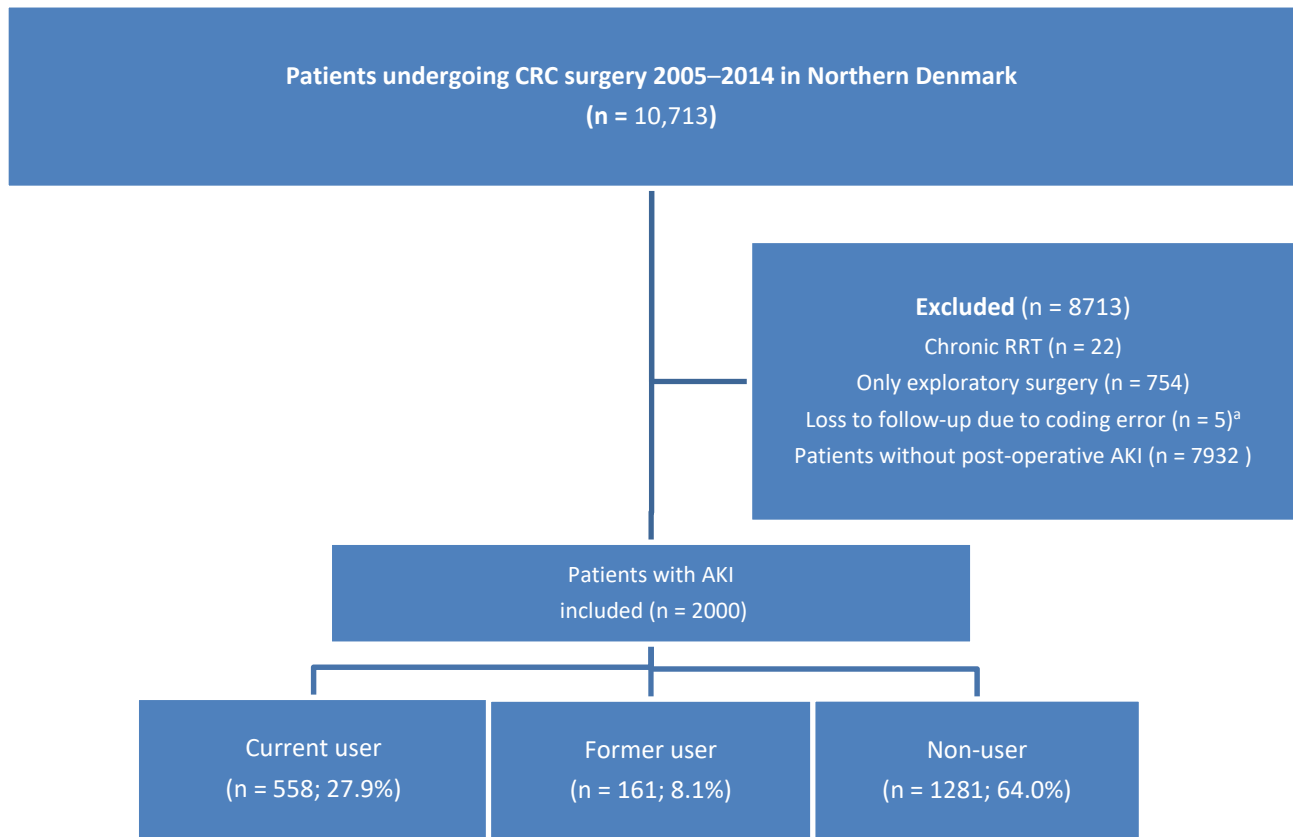 Patients undergoing CRC surgery 2005–2014 in Northern Denmark
(n = 10,713)
Excluded (n = 8713)
Chronic RRT (n = 22)
Only exploratory surgery (n = 754)
Loss to follow-up due to coding error (n = 5)ᵃ
Patients without post-operative AKI (n = 7932 )
Patients with AKI
included (n = 2000)
Current user
(n = 558; 27.9%)
Former user
(n = 161; 8.1%)
Non-user
(n = 1281; 64.0%)